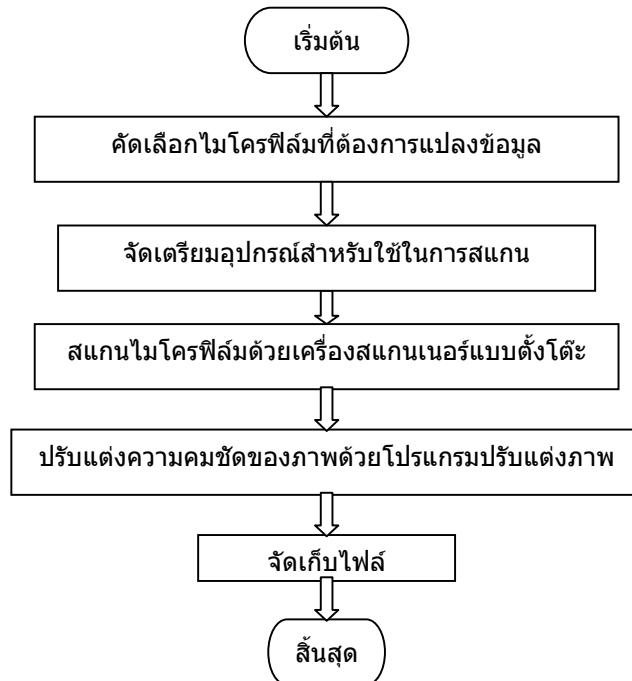 เริ่มต้น
คัดเลือกไมโครฟิล์มที่ต้องการแปลงข้อมูล
จัดเตรียมอุปกรณ์สำหรับใช้ในการสแกน
สแกนไมโครฟิล์มด้วยเครื่องสแกนเนอร์แบบตั้งโต๊ะ
ปรับแต่งความคมชัดของภาพด้วยโปรแกรมปรับแต่งภาพ
จัดเก็บไฟล์
สิ้นสุด